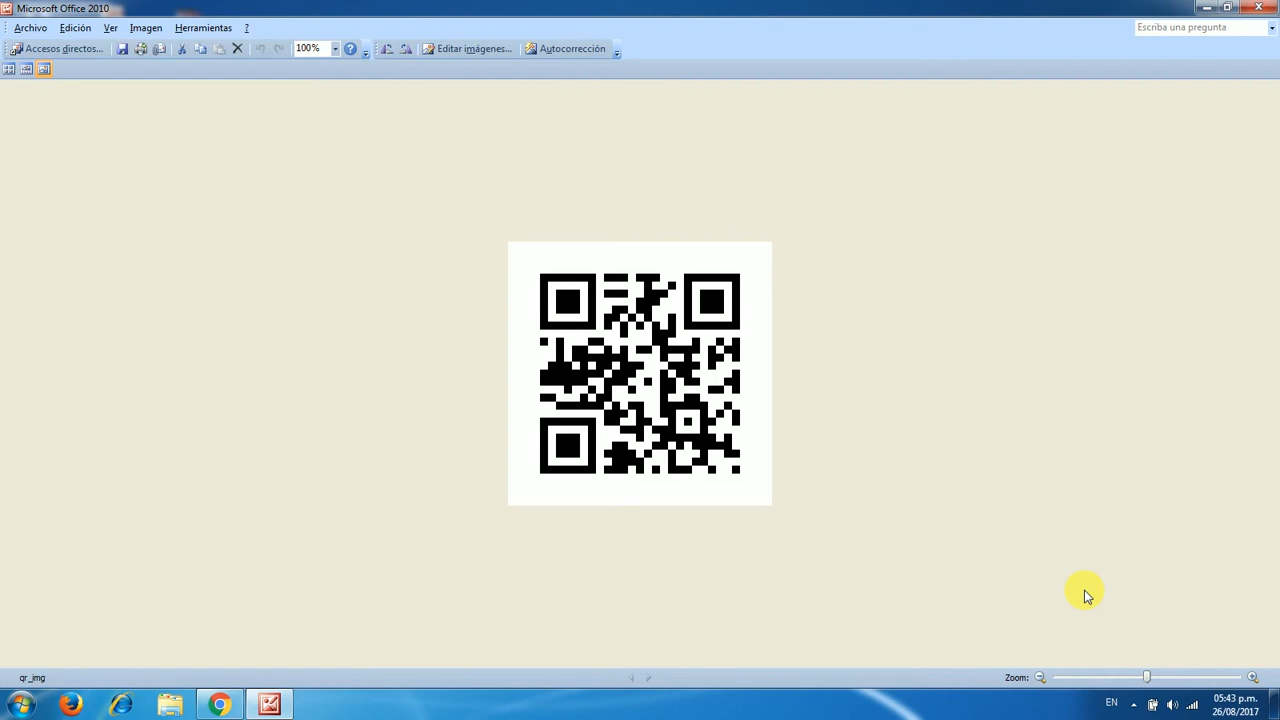 Microsoft Office 2010
Archivo Edición Ver Imagen Herramientas ? Escriba una pregunta
Accesos directos... 100% Editar imágenes... Autocorrección
qr_img Zoom:
EN 05:43 p.m.
26/08/2017